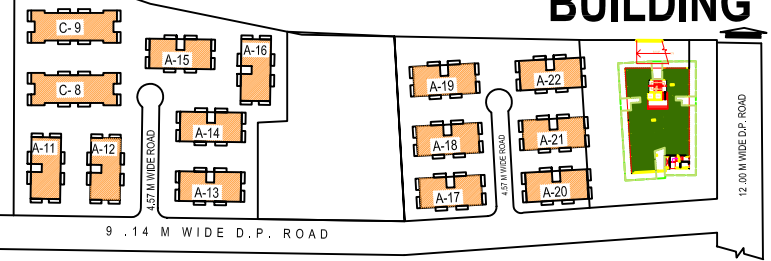 BUILDING
C- 9
A-15
A-16
C- 8
A-14
A-11
A-12
A-13
4.57 M WIDE ROAD
A-19
A-22
A-18
A-21
A-17
A-20
4.57 M WIDE ROAD
12 .00 M WIDE D.P. ROAD
9 .14 M WIDE D.P. ROAD